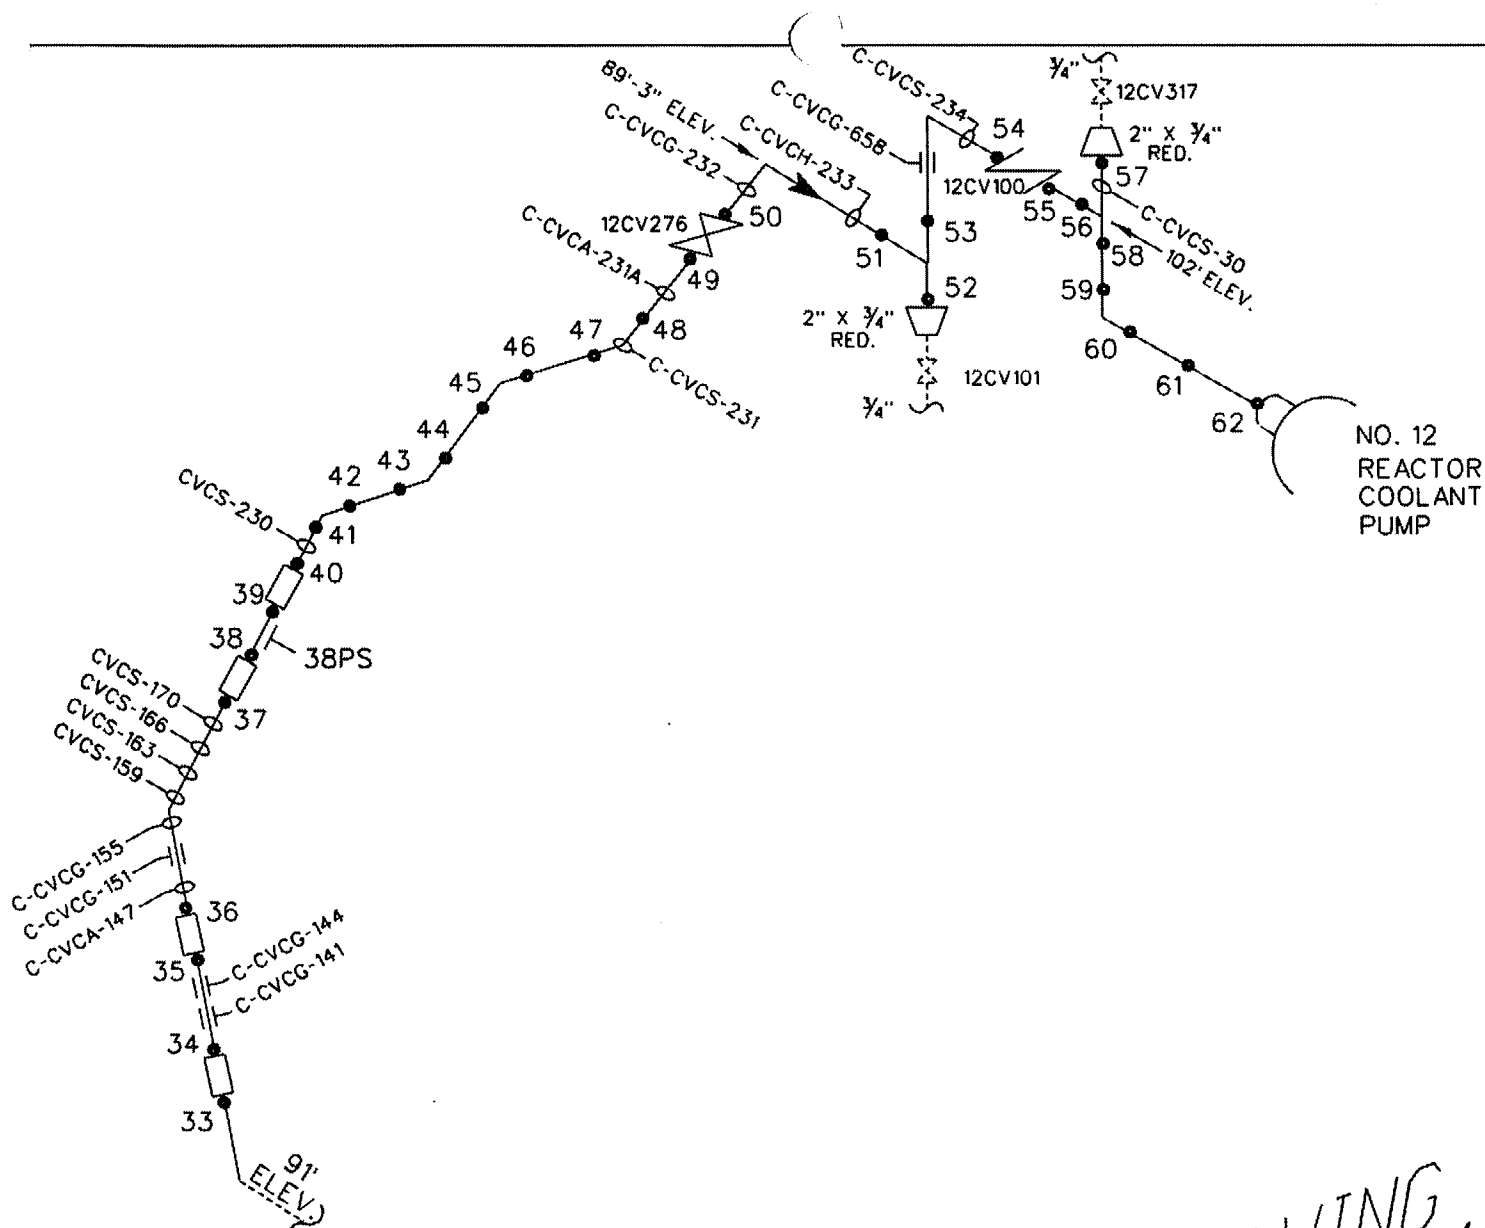 89'-3" ELEV.
C-CVCG-232
C-CVCH-233
C-CVCG-658
C-CVCS-234
54
3/4"
12CV317
2" X 3/4"
RED.
57
12CV100
55
56
C-CVCS-30
58
102' ELEV.
12CV276
50
C-CVCA-231A
49
51
53
52
59
2" X 3/4"
RED.
12CV101
3/4"
60
61
62
NO. 12
REACTOR
COOLANT
PUMP
48
47
46
C-CVCS-231
45
44
43
42
CVCS-230
41
40
39
38
38PS
CVCS-170
CVCS-166
CVCS-163
CVCS-159
37
C-CVCG-155
C-CVCG-151
C-CVCA-147
36
35
C-CVCG-144
C-CVCG-141
34
33
91'
ELEV.